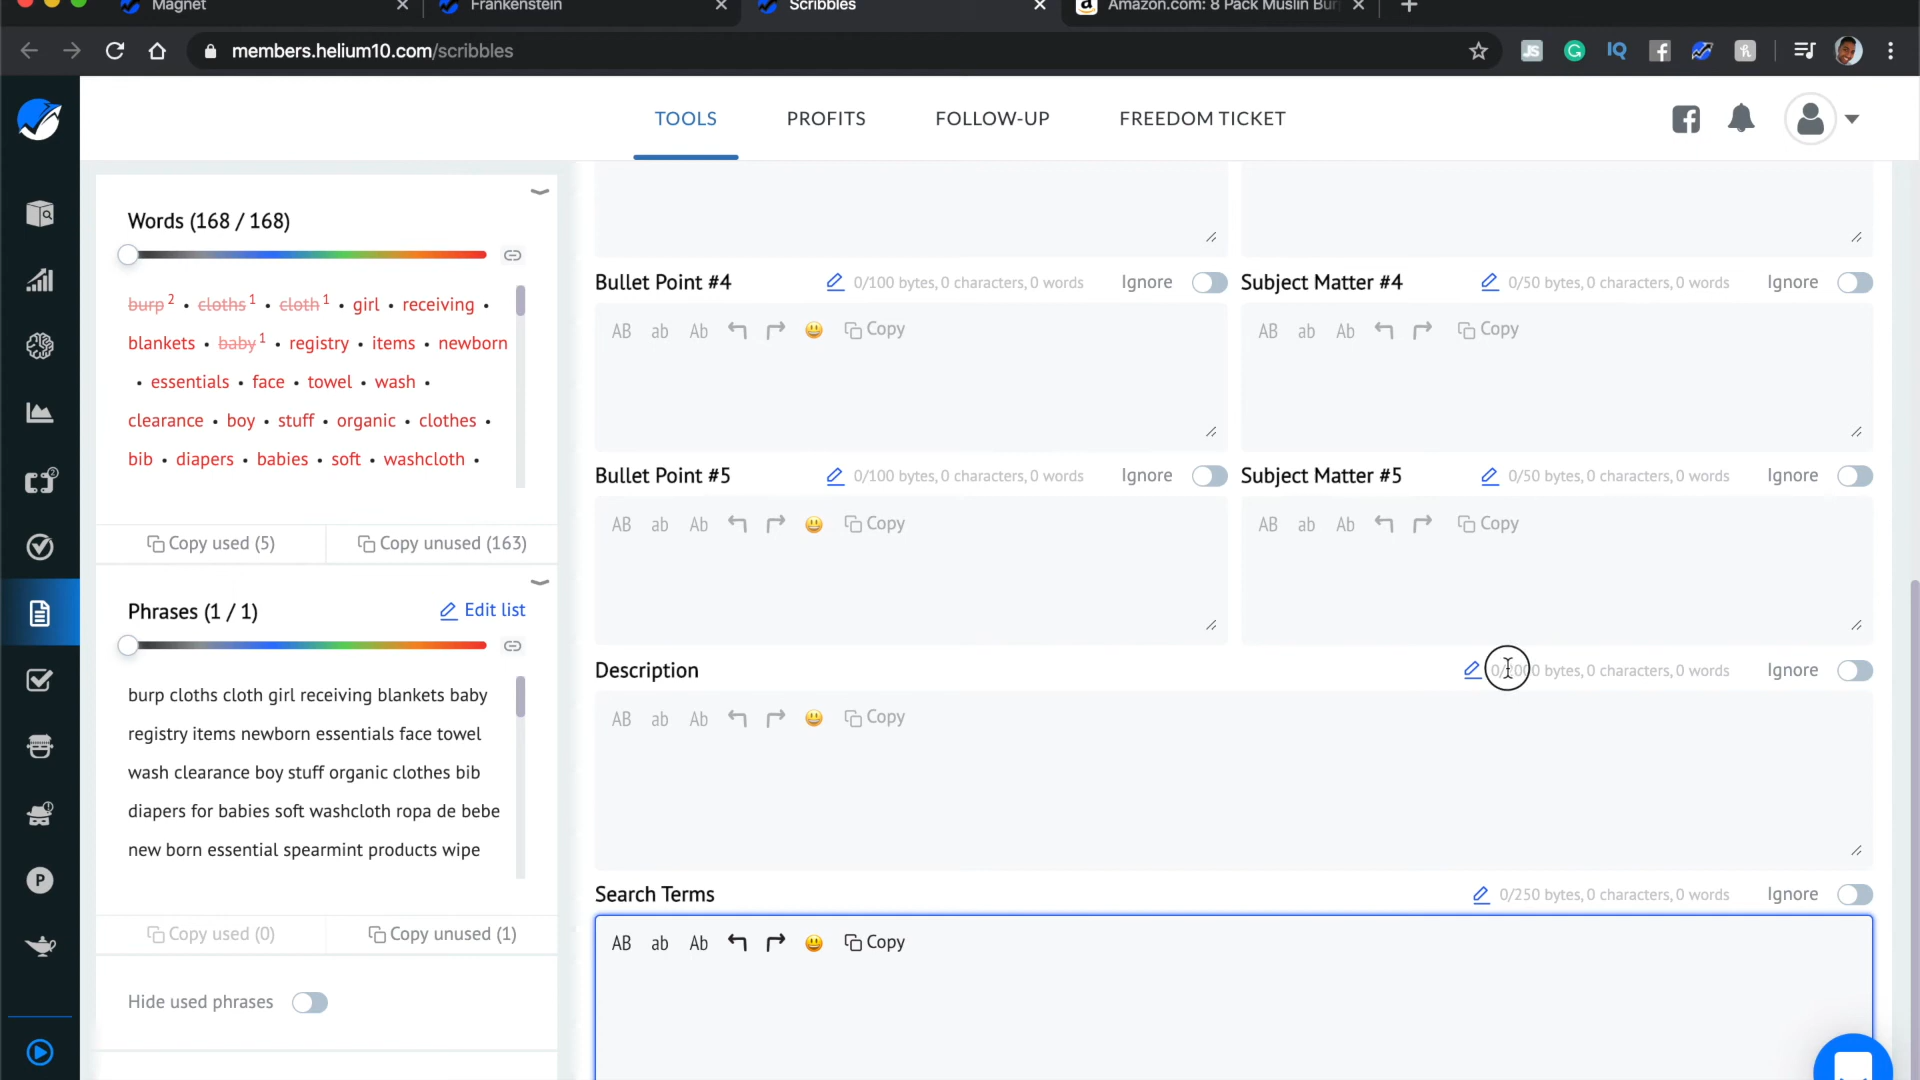 Magnet
Frankenstein
Scribbles
Amazon.com: 8 Pack Muslin Bur
members.helium10.com/scribbles
JS
IQ
TOOLS
PROFITS
FOLLOW-UP
FREEDOM TICKET
Words (168 / 168)
burp 2 • cloths 1 • cloth 1 • girl • receiving •
blankets • baby 1 • registry • items • newborn
• essentials • face • towel • wash •
clearance • boy • stuff • organic • clothes •
bib • diapers • babies • soft • washcloth •
Copy used (5)
Copy unused (163)
Phrases (1 / 1)
Edit list
burp cloths cloth girl receiving blankets baby
registry items newborn essentials face towel
wash clearance boy stuff organic clothes bib
diapers for babies soft washcloth ropa de bebe
new born essential spearmint products wipe
Copy used (0)
Copy unused (1)
Hide used phrases
Bullet Point #4
0/100 bytes, 0 characters, 0 words
Ignore
Subject Matter #4
0/50 bytes, 0 characters, 0 words
Ignore
AB ab Ab Copy
AB ab Ab Copy
Bullet Point #5
0/100 bytes, 0 characters, 0 words
Ignore
Subject Matter #5
0/50 bytes, 0 characters, 0 words
Ignore
AB ab Ab Copy
AB ab Ab Copy
Description
0/2000 bytes, 0 characters, 0 words
Ignore
AB ab Ab Copy
Search Terms
0/250 bytes, 0 characters, 0 words
Ignore
AB ab Ab Copy
2
P